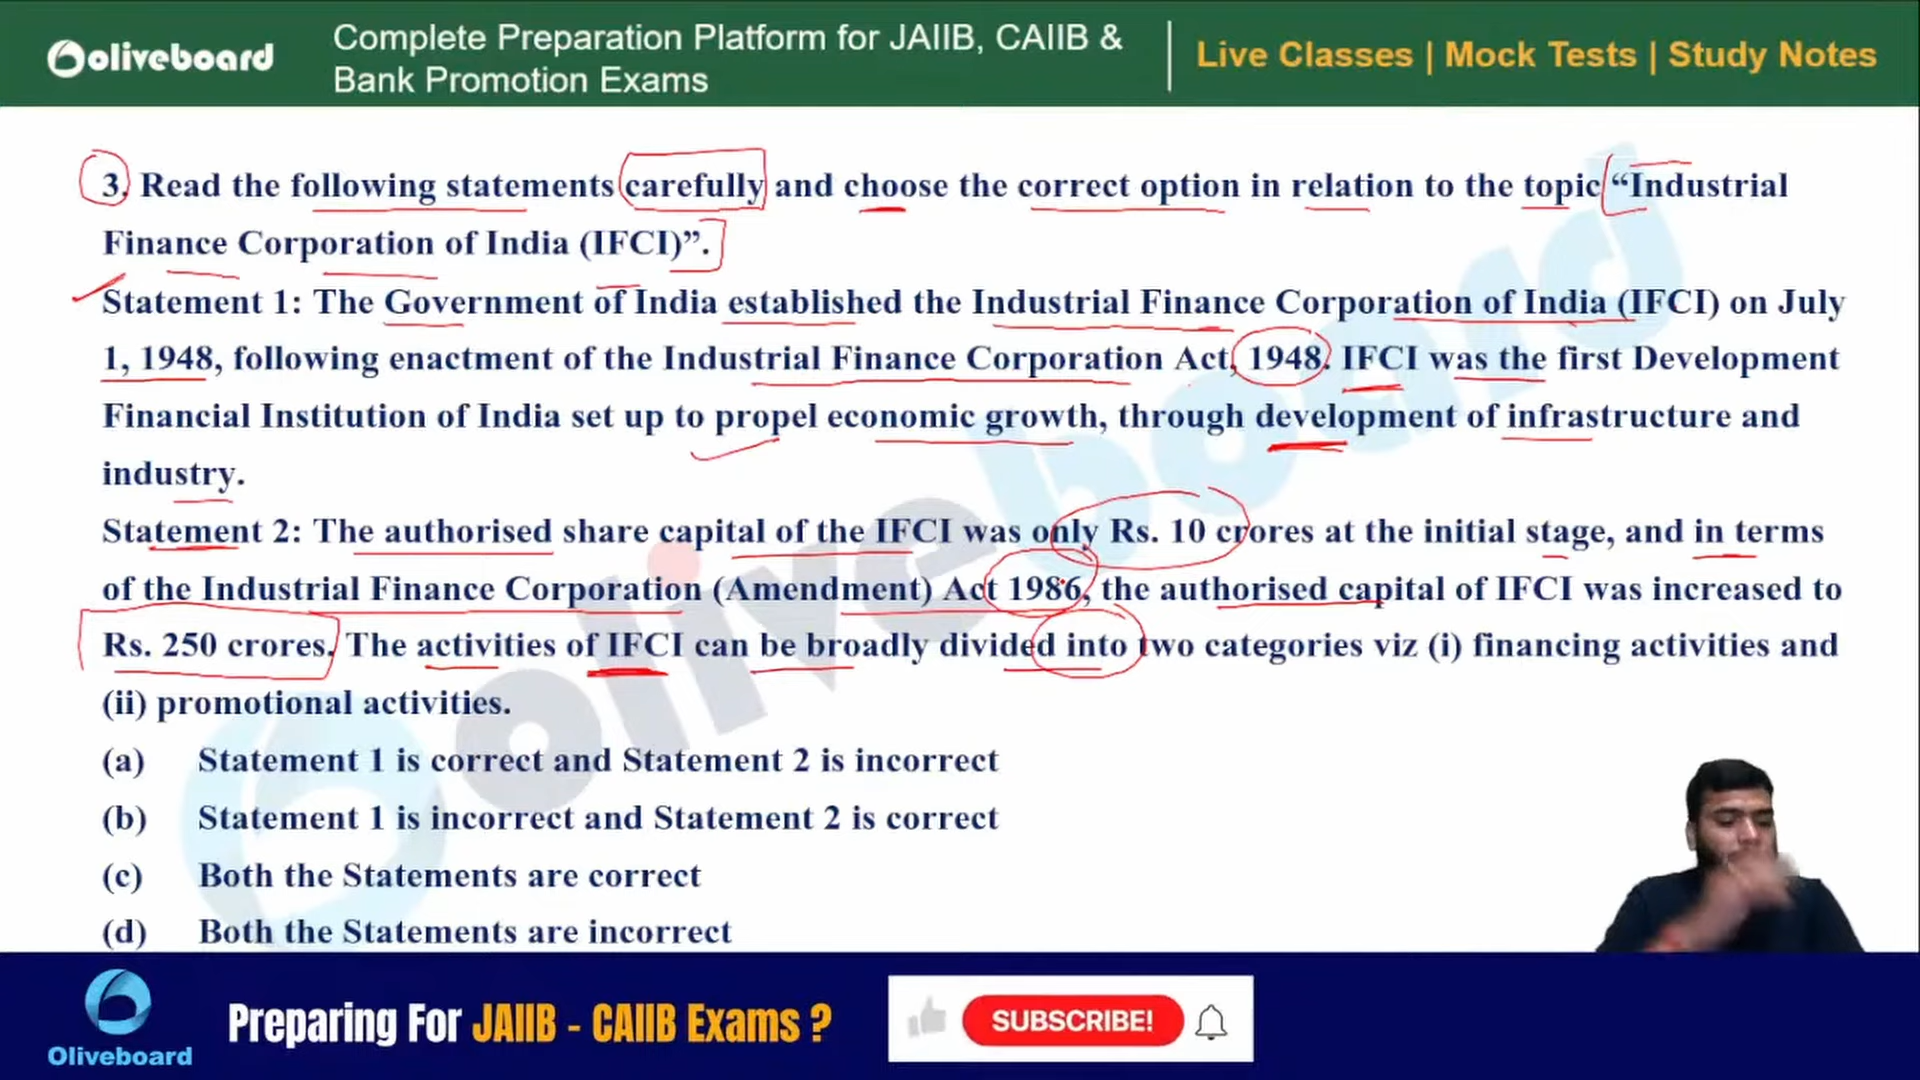 oliveboard
Complete Preparation Platform for JAIIB, CAIIB &
Bank Promotion Exams
Live Classes | Mock Tests | Study Notes
3. Read the following statements carefully and choose the correct option in relation to the topic “Industrial
Finance Corporation of India (IFCI)”.
Statement 1: The Government of India established the Industrial Finance Corporation of India (IFCI) on July
1, 1948, following enactment of the Industrial Finance Corporation Act, 1948. IFCI was the first Development
Financial Institution of India set up to propel economic growth, through development of infrastructure and
industry.
Statement 2: The authorised share capital of the IFCI was only Rs. 10 crores at the initial stage, and in terms
of the Industrial Finance Corporation (Amendment) Act 1986, the authorised capital of IFCI was increased to
Rs. 250 crores. The activities of IFCI can be broadly divided into two categories viz (i) financing activities and
(ii) promotional activities.
(a) Statement 1 is correct and Statement 2 is incorrect
(b) Statement 1 is incorrect and Statement 2 is correct
(c) Both the Statements are correct
(d) Both the Statements are incorrect
oliveboard
Oliveboard
Preparing For JAIIB - CAIIB Exams ?
SUBSCRIBE!